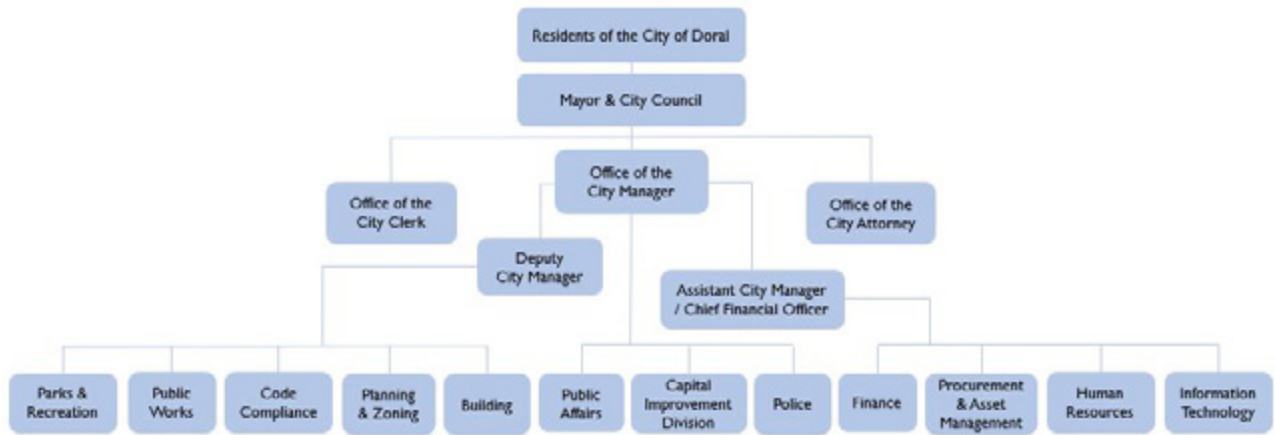 Residents of the City of Doral
Mayor & City Council
Office of the
City Manager
Office of the
City Clerk
Office of the
City Attorney
Deputy
City Manager
Assistant City Manager
/ Chief Financial Officer
Parks &
Recreation
Public
Works
Code
Compliance
Planning
& Zoning
Building
Public
Affairs
Capital
Improvement
Division
Police
Finance
Procurement
& Asset
Management
Human
Resources
Information
Technology